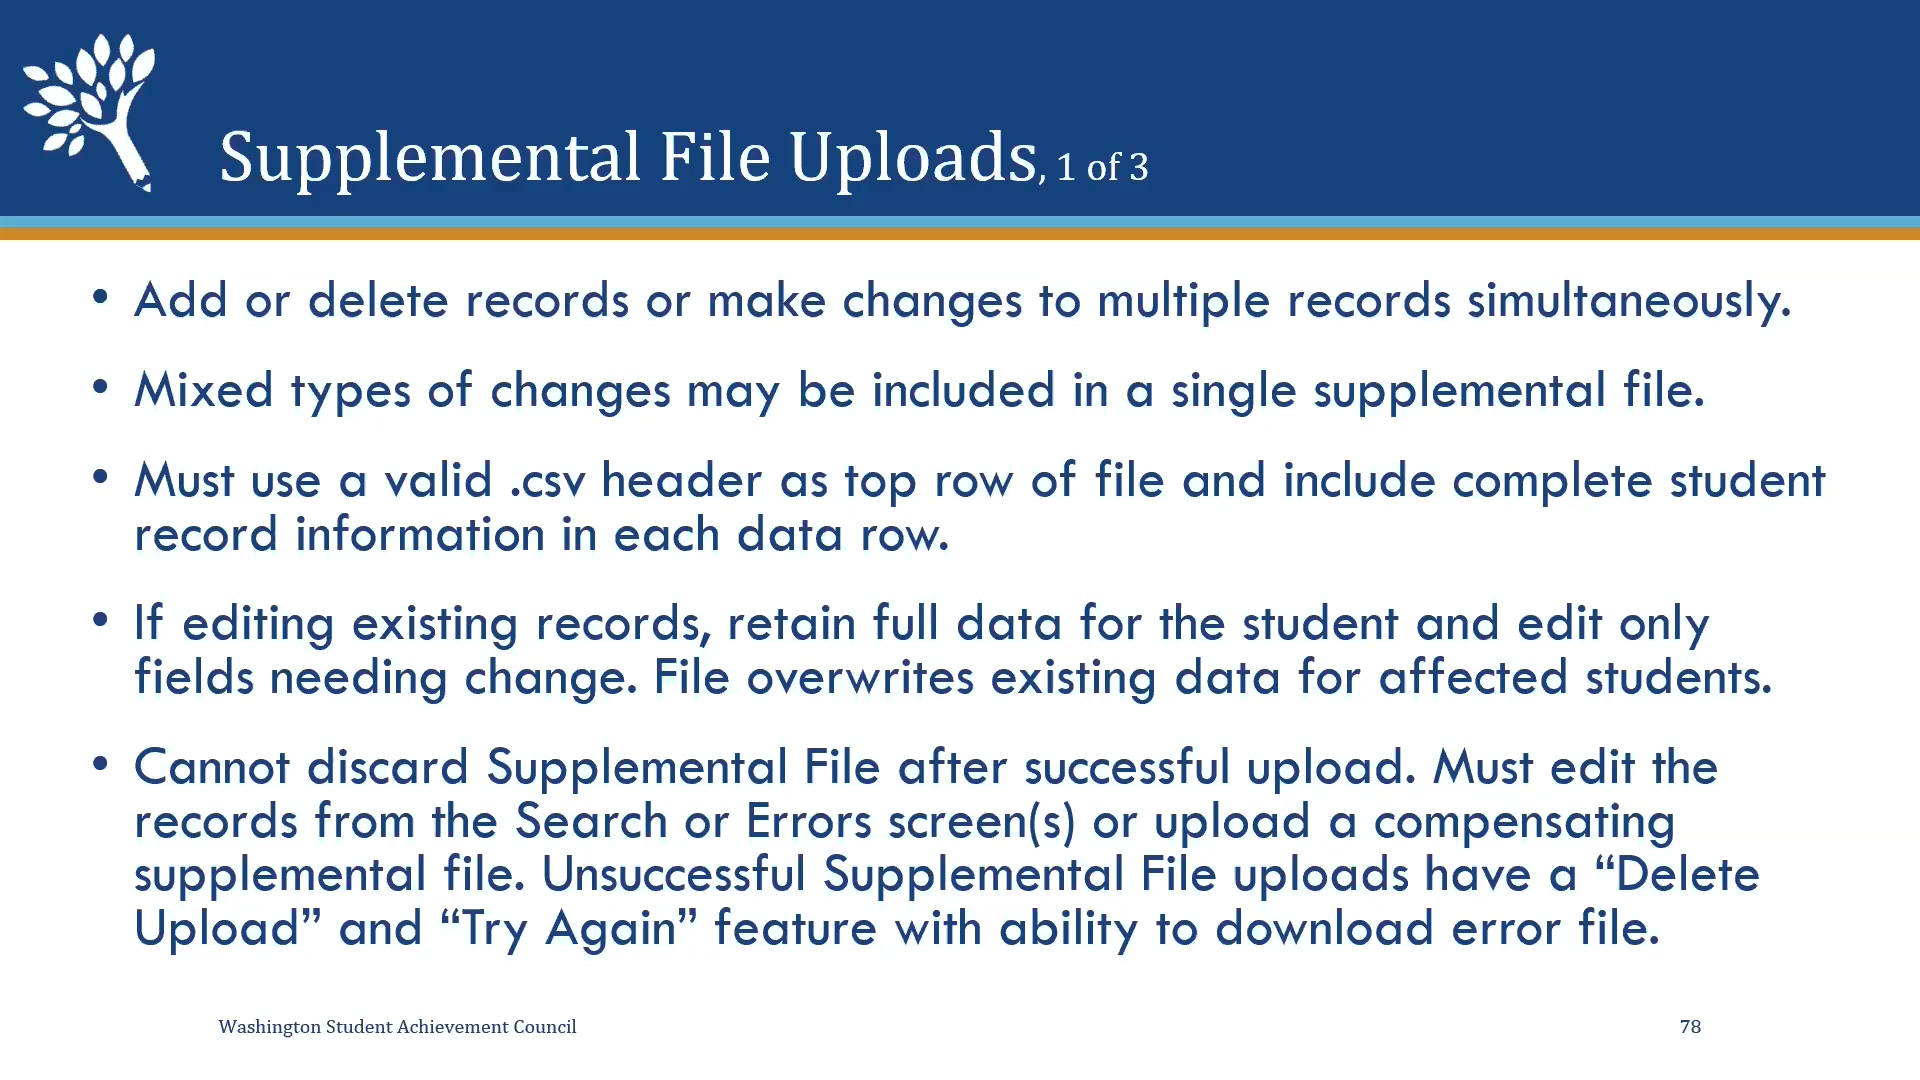 Supplemental File Uploads, 1 of 3
• Add or delete records or make changes to multiple records simultaneously.
• Mixed types of changes may be included in a single supplemental file.
• Must use a valid .csv header as top row of file and include complete student
record information in each data row.
• If editing existing records, retain full data for the student and edit only
fields needing change. File overwrites existing data for affected students.
• Cannot discard Supplemental File after successful upload. Must edit the
records from the Search or Errors screen(s) or upload a compensating
supplemental file. Unsuccessful Supplemental File uploads have a “Delete
Upload” and “Try Again” feature with ability to download error file.
Washington Student Achievement Council
78